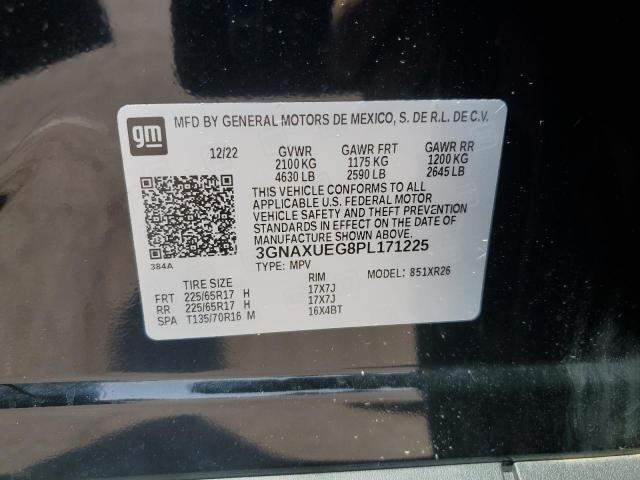 gm
MFD BY GENERAL MOTORS DE MEXICO, S. DE R.L. DE C.V.
12/22 GVWR GAWR FRT GAWR RR
2100 KG 1175 KG 1200 KG
4630 LB 2590 LB 2645 LB
THIS VEHICLE CONFORMS TO ALL
APPLICABLE U.S. FEDERAL MOTOR
VEHICLE SAFETY AND THEFT PREVENTION
STANDARDS IN EFFECT ON THE DATE OF
MANUFACTURE SHOWN ABOVE.
3GNAXUEG8PL171225
384A
TYPE: MPV MODEL: 851XR26
TIRE SIZE RIM
FRT 225/65R17 H 17X7J
RR 225/65R17 H 17X7J
SPA T135/70R16 M 16X4BT